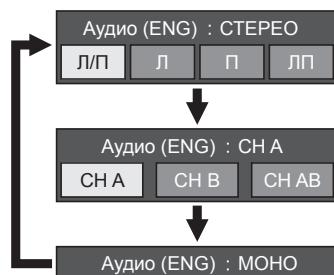 Аудио (ENG) : СТЕРЕО
Л/П Л П ЛП
Аудио (ENG) : CH A
CH A CH B CH AB
Аудио (ENG) : МОНО